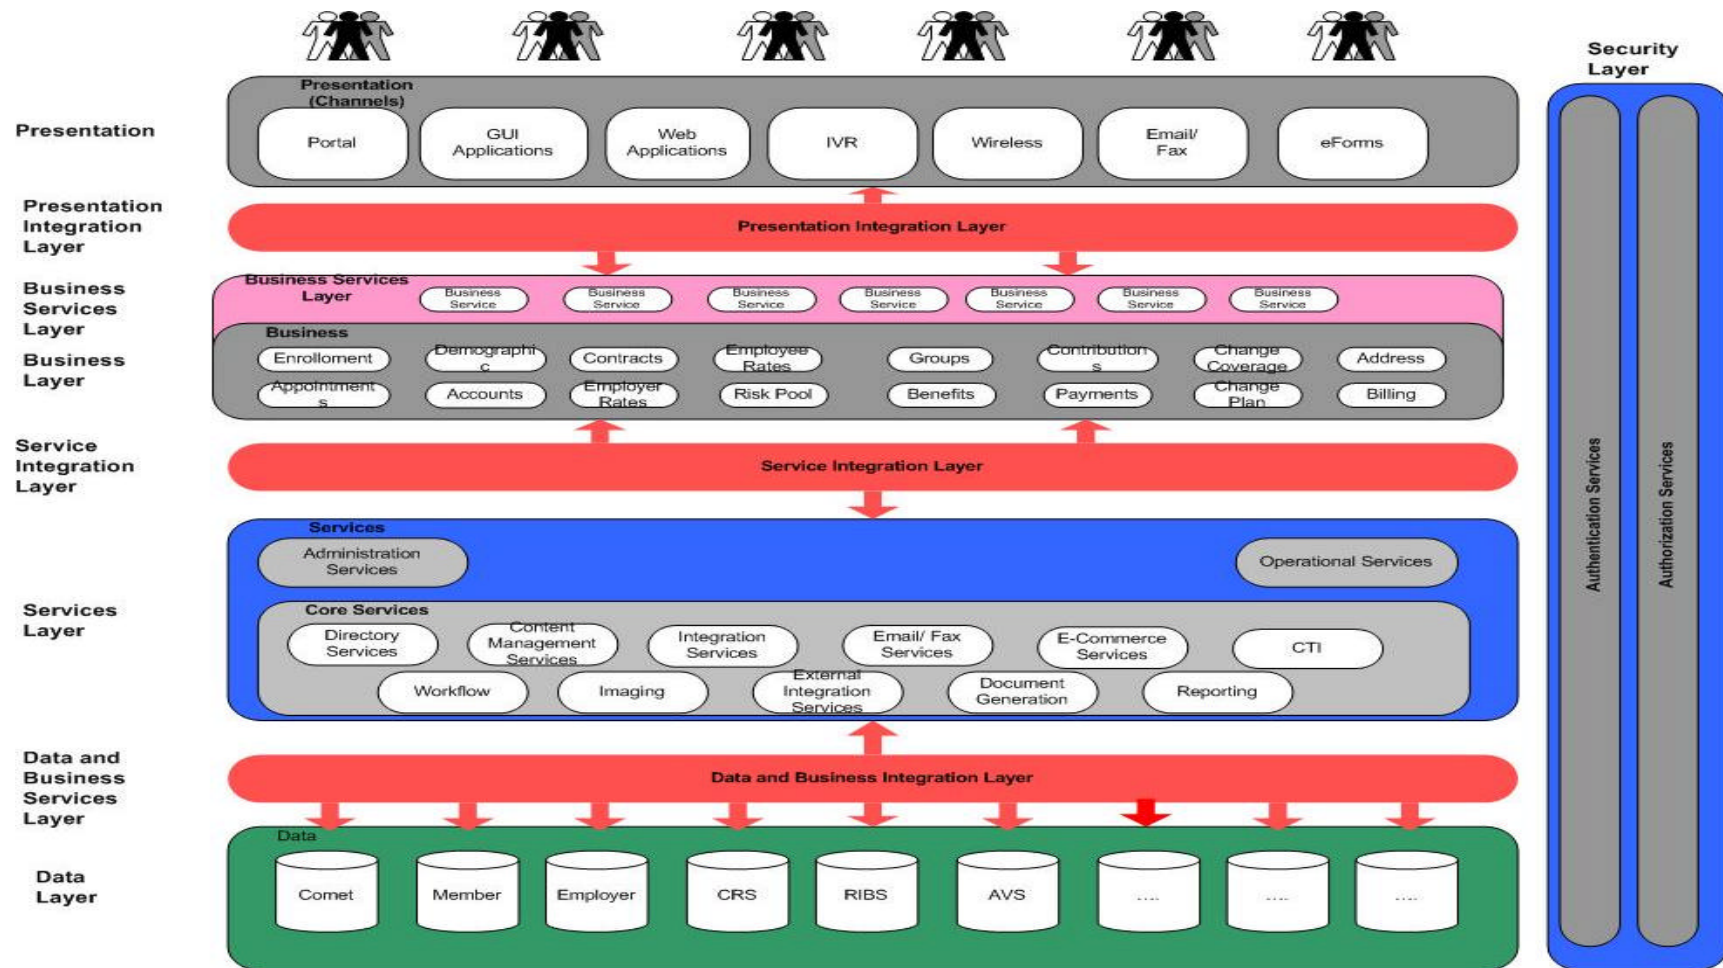 Security
Layer
Presentation
(Channels)
Presentation
Portal
GUI
Applications
Web
Applications
IVR
Wireless
Email/
Fax
eForms
Presentation
Integration
Layer
Presentation Integration Layer
Business
Services
Layer
Business Services
Layer
Business
Service
Business
Service
Business
Service
Business
Service
Business
Service
Business
Service
Business
Service
Business
Layer
Business
Enrolloment
Demographi
c
Contracts
Employee
Rates
Groups
Contribution
s
Change
Coverage
Address
Appointment
s
Accounts
Employer
Rates
Risk Pool
Benefits
Payments
Change
Plan
Billing
Service
Integration
Layer
Service Integration Layer
Services
Layer
Services
Administration
Services
Operational Services
Core Services
Directory
Services
Content
Management
Services
Integration
Services
Email/ Fax
Services
E-Commerce
Services
CTI
Workflow
Imaging
External
Integration
Services
Document
Generation
Reporting
Data and
Business
Services
Layer
Data and Business Integration Layer
Data
Layer
Data
Comet
Member
Employer
CRS
RIBS
AVS
....
....
....
Authentication Services
Authorization Services